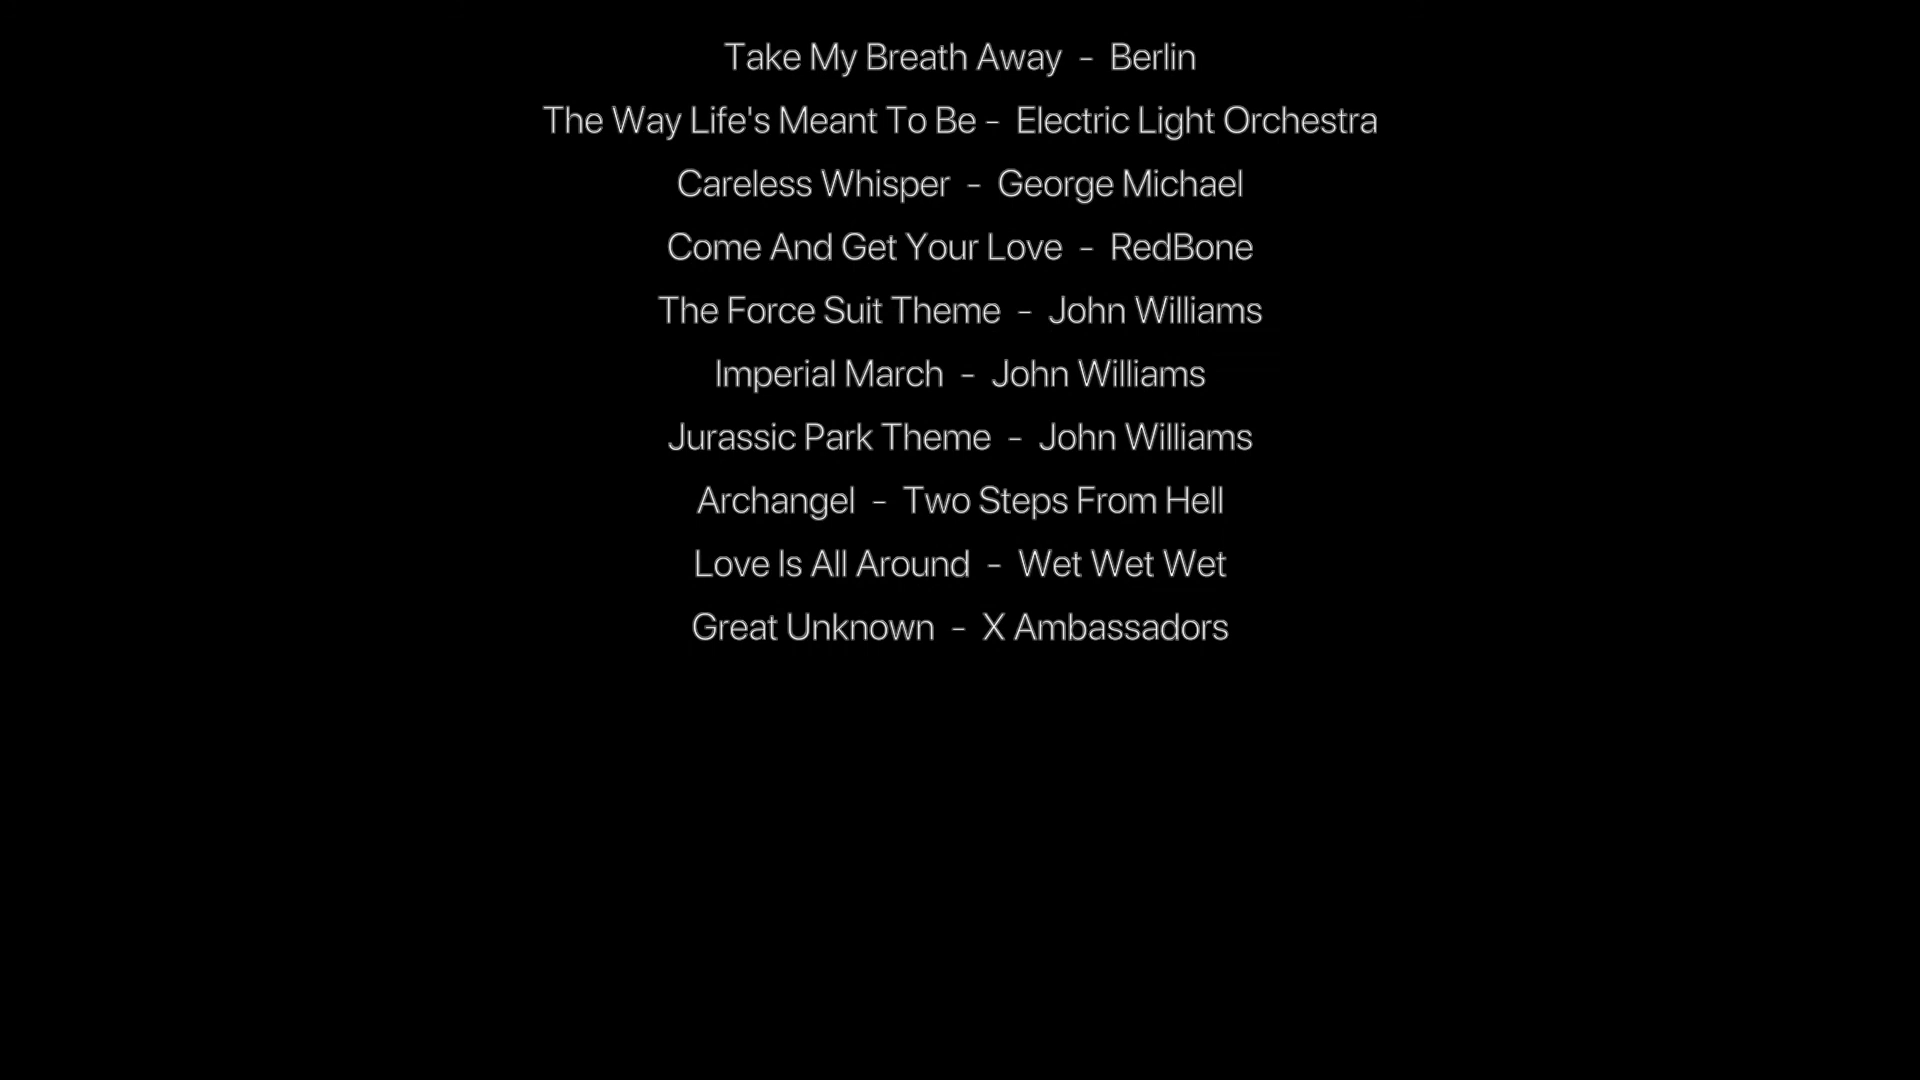 Take My Breath Away - Berlin
The Way Life's Meant To Be - Electric Light Orchestra
Careless Whisper - George Michael
Come And Get Your Love - RedBone
The Force Suit Theme - John Williams
Imperial March - John Williams
Jurassic Park Theme - John Williams
Archangel - Two Steps From Hell
Love Is All Around - Wet Wet Wet
Great Unknown - X Ambassadors